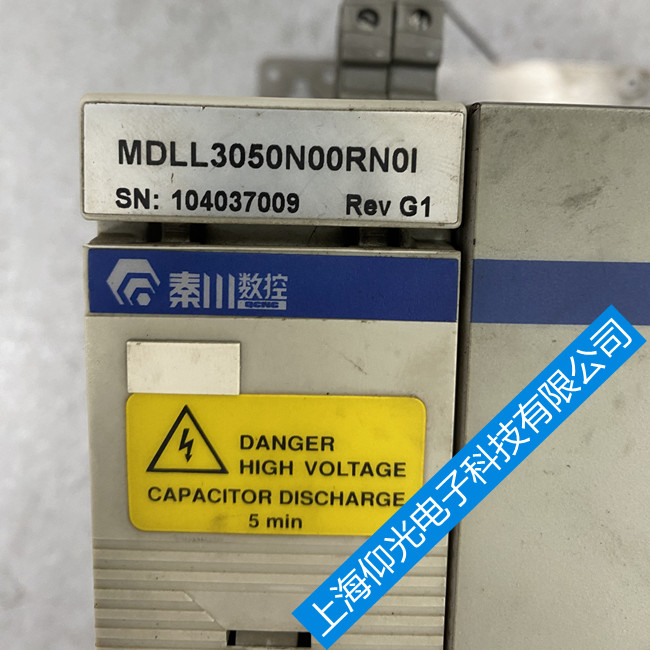 MDLL3050N00RN0I
SN: 104037009 Rev G1
秦川数控
QCNC
DANGER
HIGH VOLTAGE
CAPACITOR DISCHARGE
5 min
上海仰光电子科技有限公司